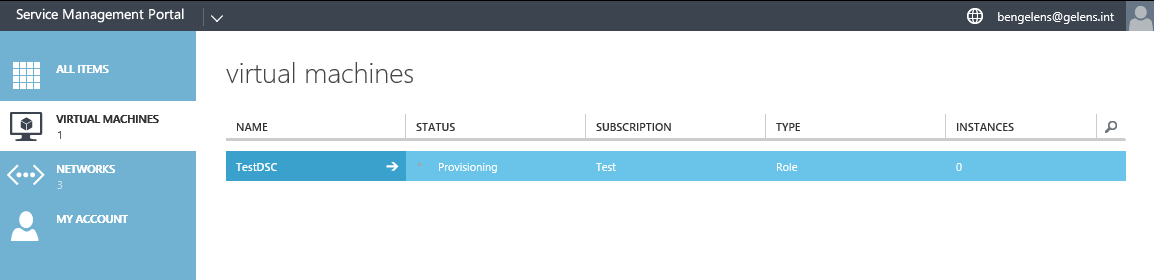 Service Management Portal
bengelens@gelens.int
ALL ITEMS
VIRTUAL MACHINES
1
NETWORKS
3
MY ACCOUNT
virtual machines
NAME STATUS SUBSCRIPTION TYPE INSTANCES
TestDSC Provisioning Test Role 0